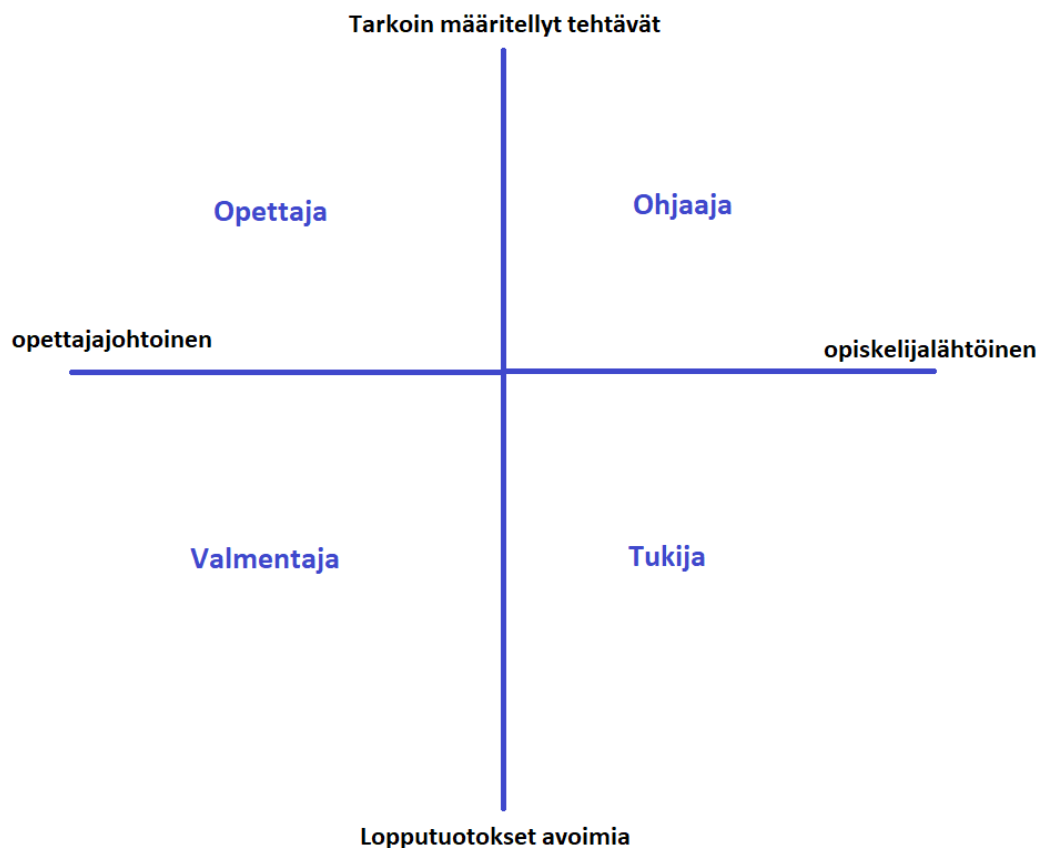 Tarkoin määritellyt tehtävät
Opettaja
Ohjaaja
opettajajohtoinen
opiskelijalähtöinen
Valmentaja
Tukija
Lopputuotokset avoimia